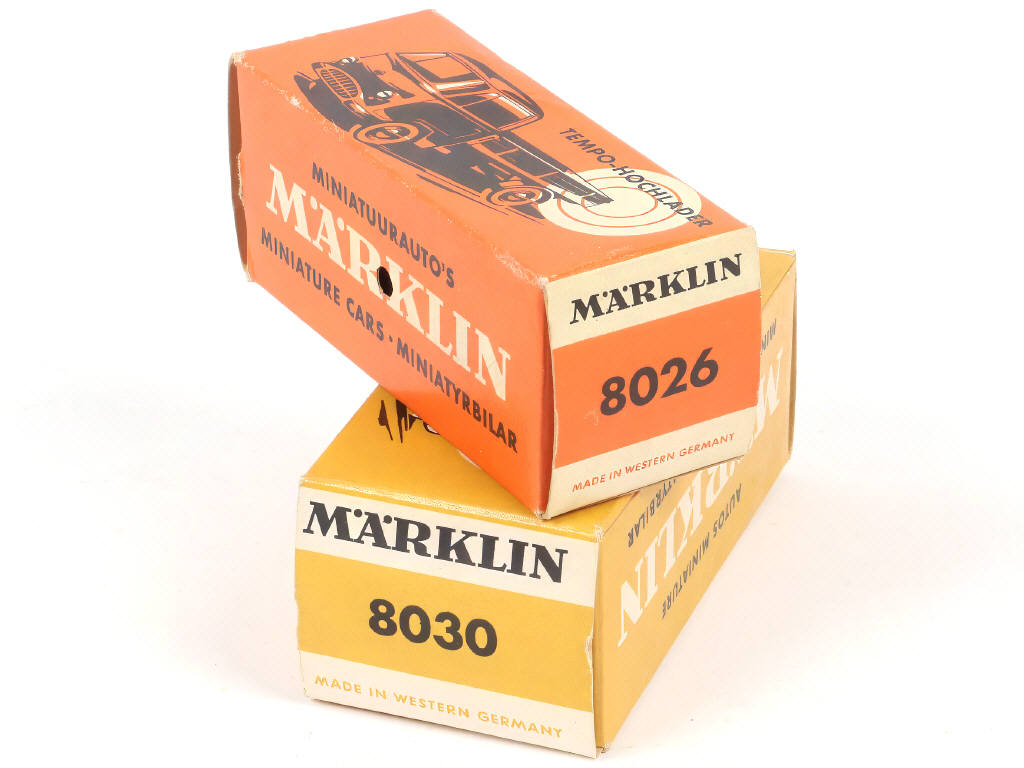 TEMPO-HOCHLADER
MINIATUURAUTO'S
MÄRKLIN
MINIATURE CARS · MINIATYRBILAR
MÄRKLIN
8026
MADE IN WESTERN GERMANY
MÄRKLIN
8030
MADE IN WESTERN GERMANY
MÄRKLIN
AUTOS MINIATURE